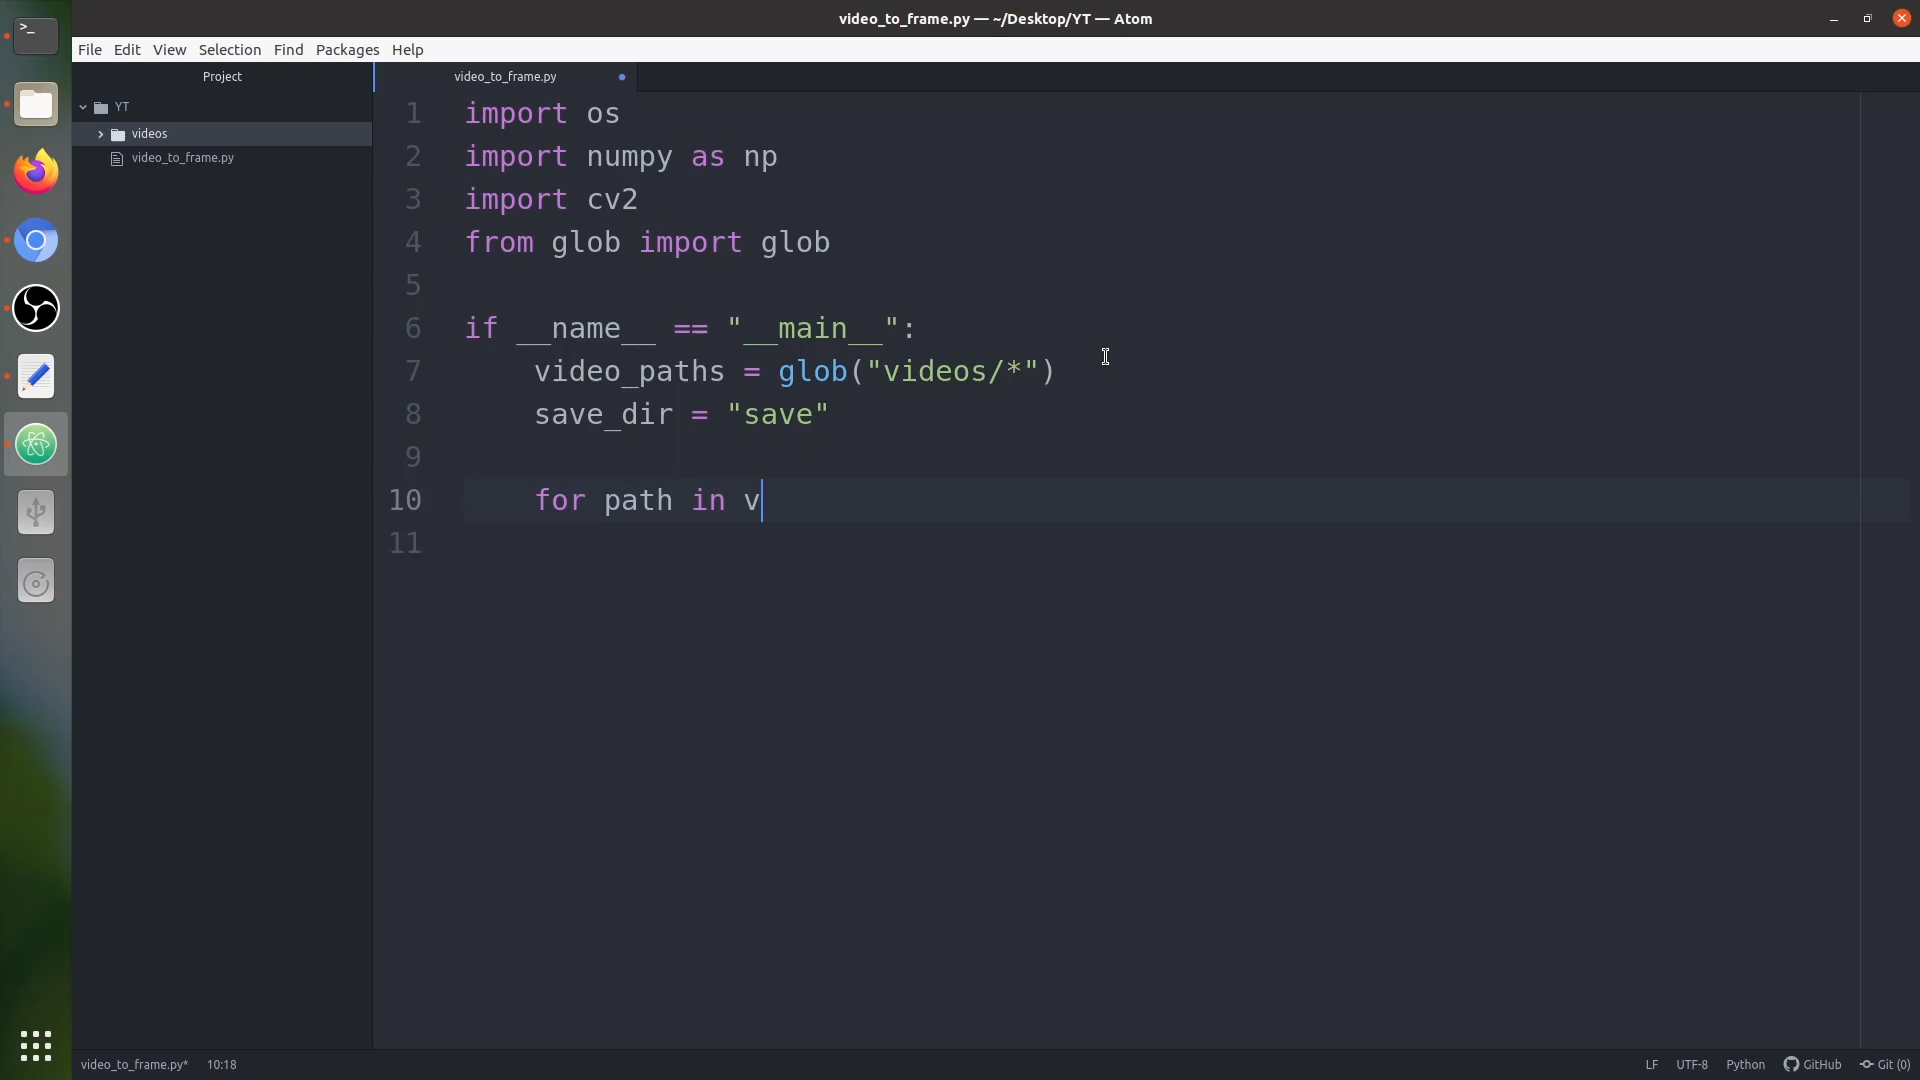 video_to_frame.py — ~/Desktop/YT — Atom
File Edit View Selection Find Packages Help
Project
video_to_frame.py
YT
videos
video_to_frame.py
1 import os
2 import numpy as np
3 import cv2
4 from glob import glob
5
6 if __name__ == "__main__":
7     video_paths = glob("videos/*")
8     save_dir = "save"
9
10     for path in v
11
video_to_frame.py* 10:18
LF UTF-8 Python GitHub Git (0)